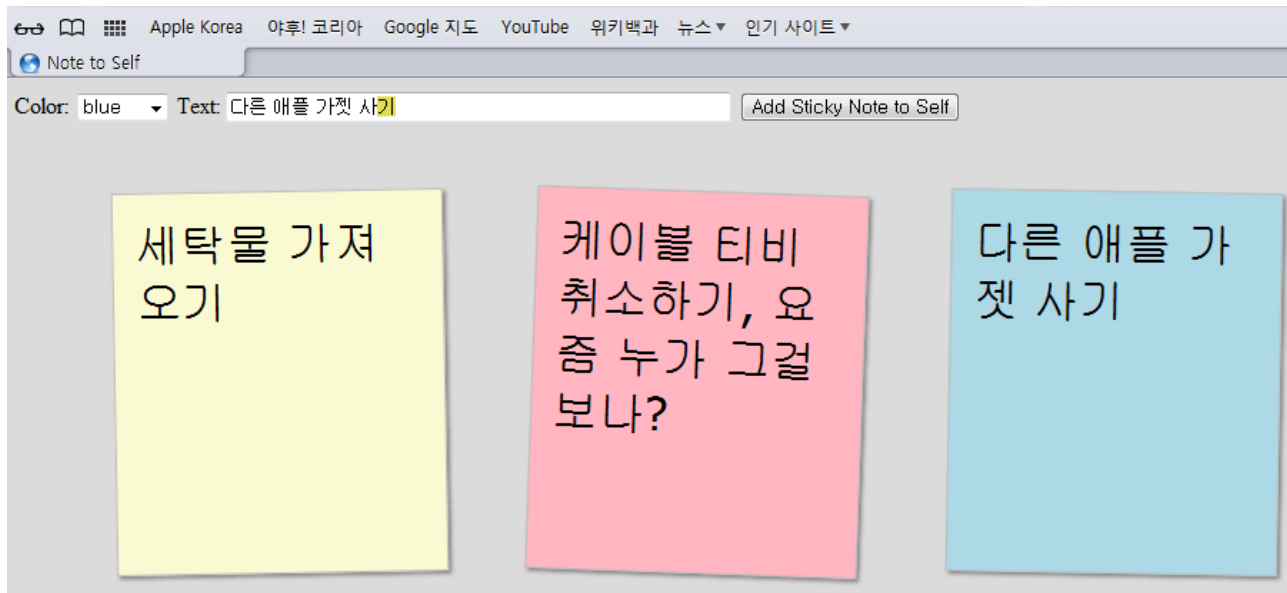 Apple Korea 야후! 코리아 Google 지도 YouTube 위키백과 뉴스▼ 인기 사이트▼
Note to Self
Color: blue Text: 다른 애플 가젯 사기 Add Sticky Note to Self
세탁물 가져
오기
케이블 티비
취소하기, 요
즘 누가 그걸
보나?
다른 애플 가
젯 사기